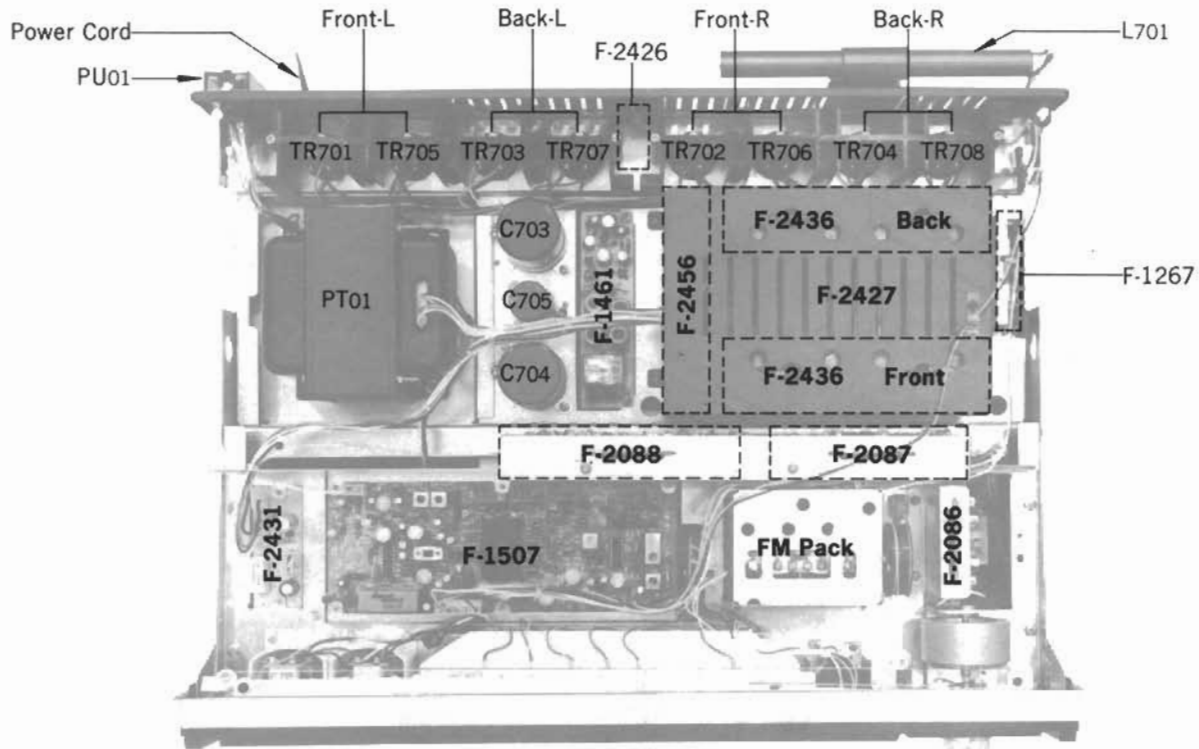 Front-L
Back-L
Front-R
Back-R
Power Cord
F-2426
L701
PU01
TR701
TR705
TR703
TR707
TR702
TR706
TR704
TR708
C703
F-2436 Back
F-1267
PT01
C705
F-1461
F-2456
F-2427
C704
F-2436 Front
F-2088
F-2087
F-2431
F-1507
FM Pack
F-2086